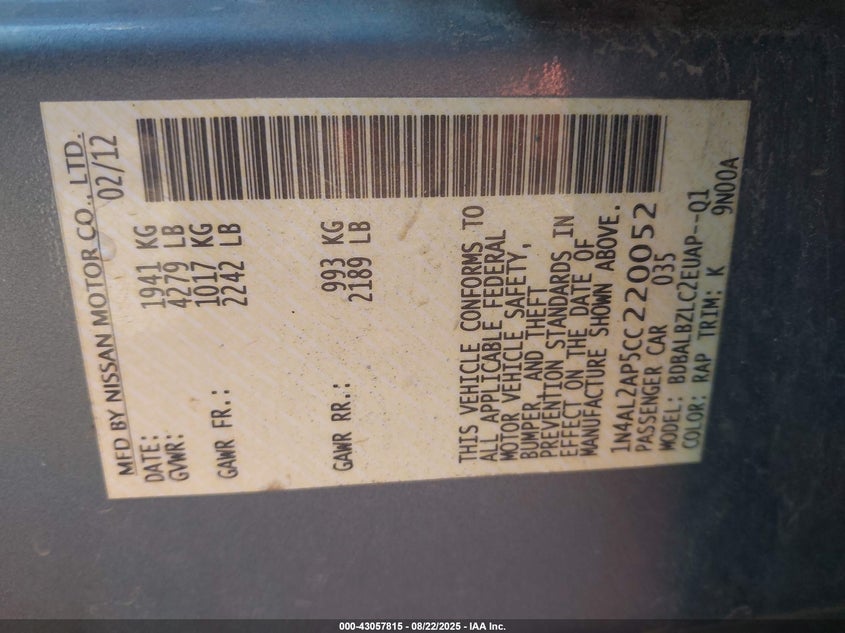 MFD BY NISSAN MOTOR CO., LTD.
DATE: 02/12
GVWR: 1941 KG
4279 LB
GAWR FR.: 1017 KG
2242 LB
GAWR RR.: 993 KG
2189 LB
THIS VEHICLE CONFORMS TO
ALL APPLICABLE FEDERAL
MOTOR VEHICLE SAFETY,
BUMPER, AND THEFT
PREVENTION STANDARDS IN
EFFECT ON THE DATE OF
MANUFACTURE SHOWN ABOVE.
1N4AL2AP5CC220052
PASSENGER CAR 035
MODEL: BDBALBZLC2EUAP--Q1
COLOR: RAP TRIM: K 9N00A
000-43057815 - 08/22/2025 - IAA Inc.